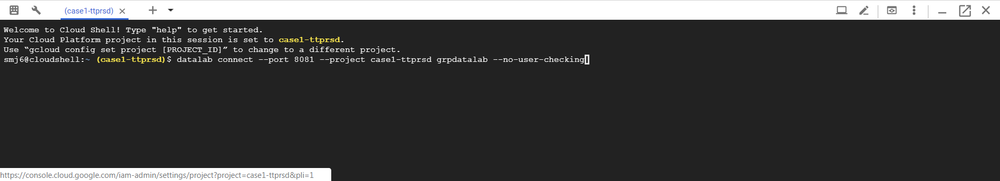 (case1-ttprsd)
Welcome to Cloud Shell! Type "help" to get started.
Your Cloud Platform project in this session is set to case1-ttprsd.
Use “gcloud config set project [PROJECT_ID]” to change to a different project.
smj6@cloudshell:~ (case1-ttprsd)$ datalab connect --port 8081 --project case1-ttprsd grpdatalab --no-user-checking
https://console.cloud.google.com/iam-admin/settings/project?project=case1-ttprsd&pli=1